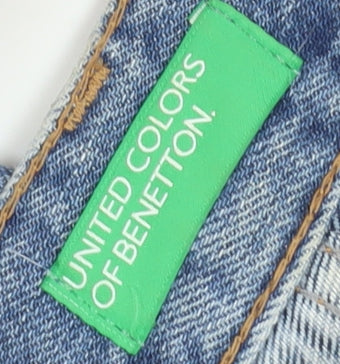 UNITED COLORS
OF BENETTON.